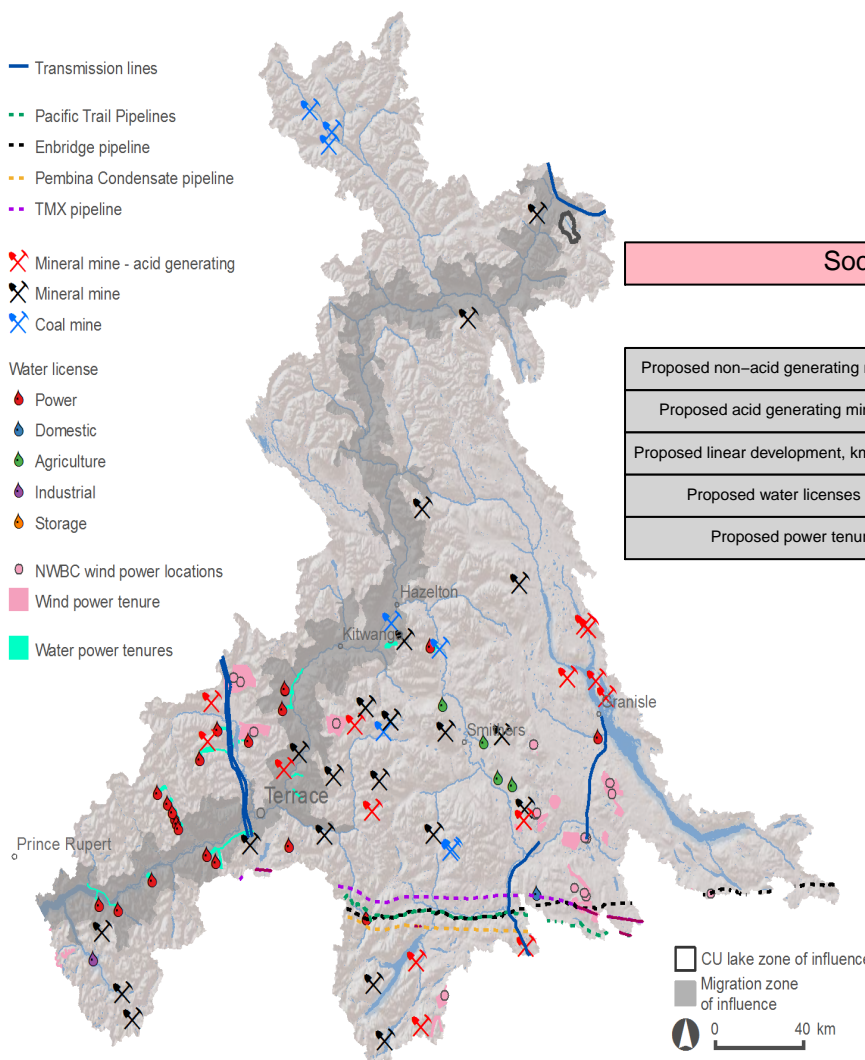 Transmission lines
Pacific Trail Pipelines
Enbridge pipeline
Pembina Condensate pipeline
TMX pipeline
Mineral mine - acid generating
Mineral mine
Coal mine
Water license
Power
Domestic
Agriculture
Industrial
Storage
NWBC wind power locations
Wind power tenure
Water power tenures
Soc
Proposed non−acid generating
Proposed acid generating
Proposed linear development,
Proposed water licenses
Proposed power
Hazelton
Kitwanga
Granisle
Smithers
Terrace
Prince Rupert
CU lake zone of influence
Migration zone
of influence
0 40 km